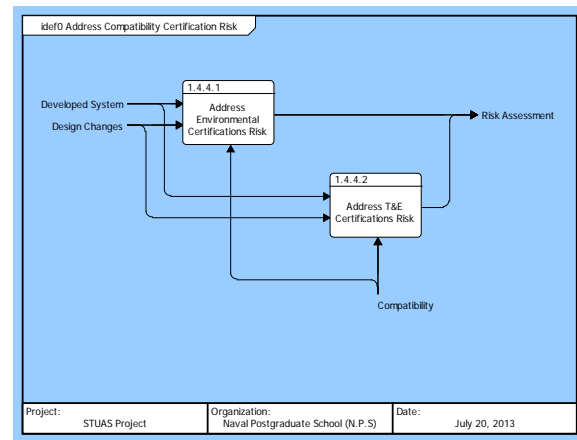 idef0 Address Compatibility Certification Risk
1.4.4.1
Address
Environmental
Certifications Risk
Developed System
Design Changes
Risk Assessment
1.4.4.2
Address T&E
Certifications Risk
Compatibility
Project:
STUAS Project
Organization:
Naval Postgraduate School (N.P.S)
Date:
July 20, 2013